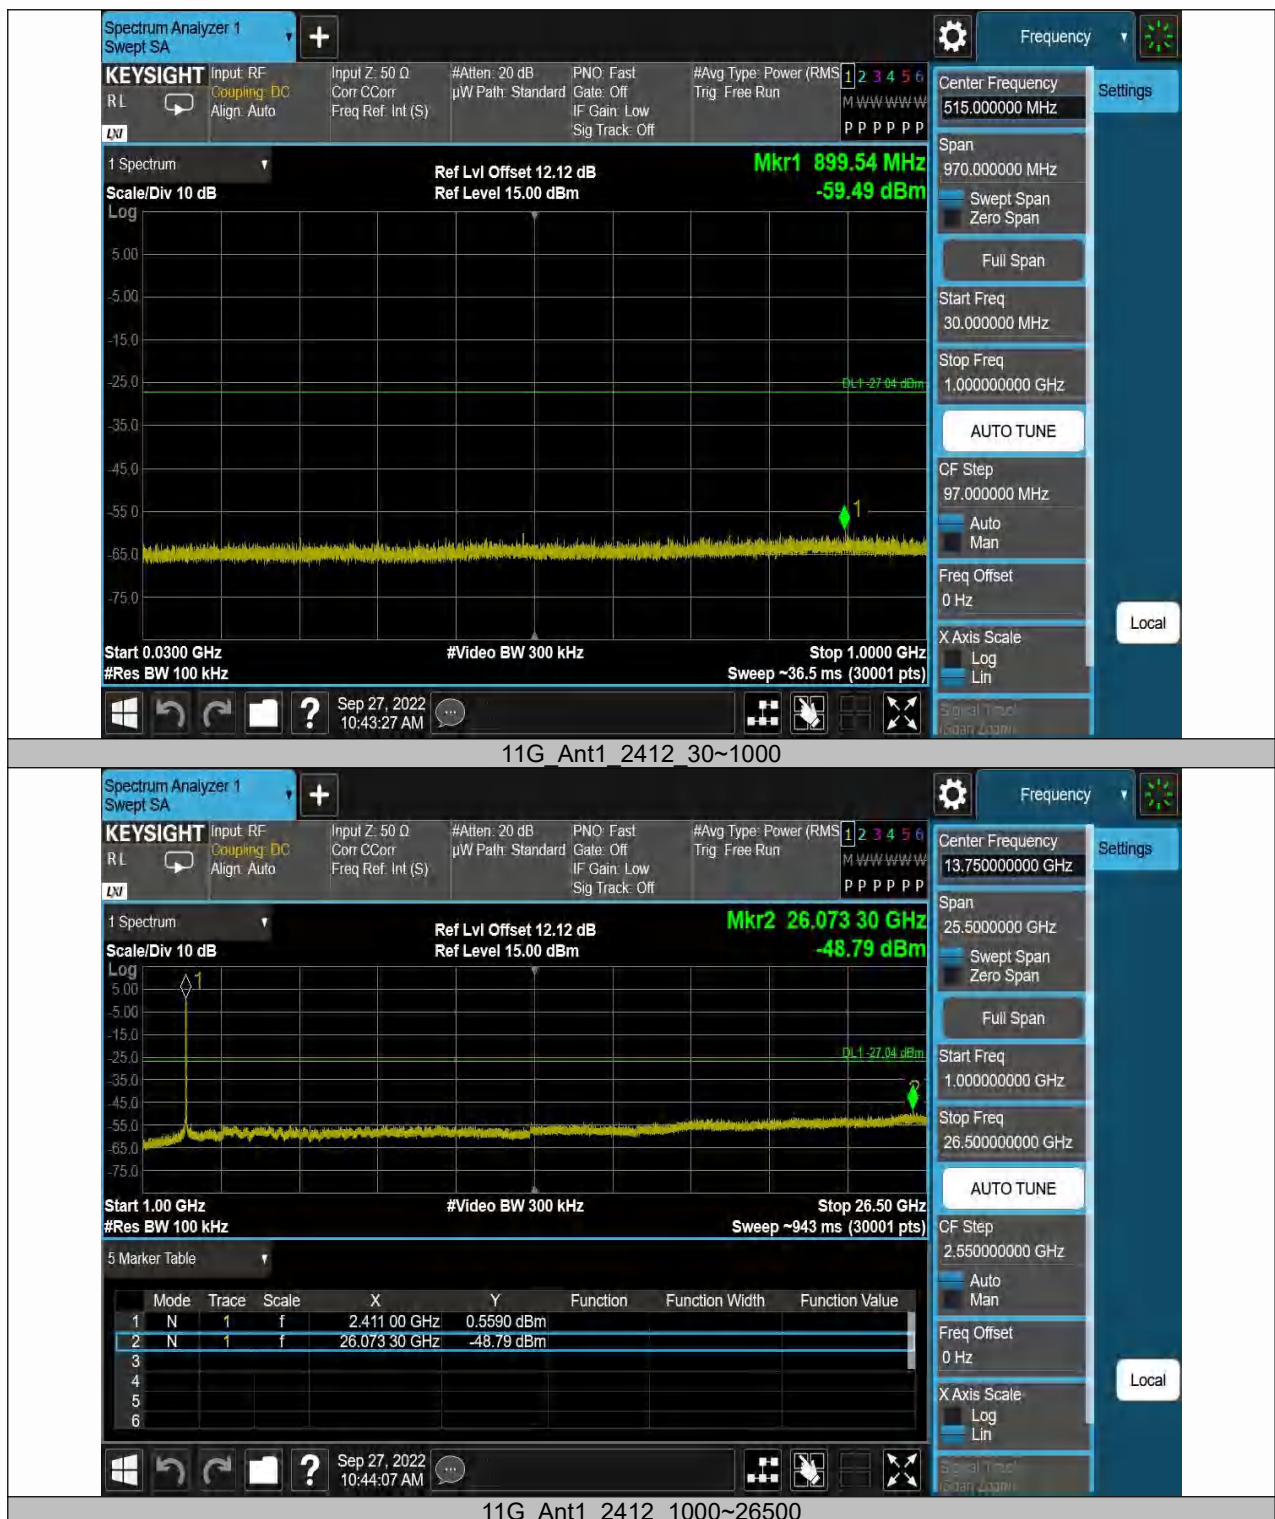 Spectrum Analyzer 1
Swept SA
Frequency
KEYSIGHT
RL
LXI
Input: RF
Coupling: DC
Align: Auto
Input Z: 50 Ω
Corr CCorr
Freq Ref: Int (S)
#Atten: 20 dB
µW Path: Standard
PNO: Fast
Gate: Off
IF Gain: Low
Sig Track: Off
#Avg Type: Power (RMS
Trig: Free Run
1 2 3 4 5 6
M W W W W W
P P P P P P
1 Spectrum
Scale/Div 10 dB
Log
Ref Lvl Offset 12.12 dB
Ref Level 15.00 dBm
Mkr1 899.54 MHz
-59.49 dBm
5.00
-5.00
-15.0
-25.0
-35.0
-45.0
-55.0
-65.0
-75.0
DL1 -27.04 dBm
1
Start 0.0300 GHz
#Res BW 100 kHz
#Video BW 300 kHz
Stop 1.0000 GHz
Sweep ~36.5 ms (30001 pts)
Sep 27, 2022
10:43:27 AM
Center Frequency
515.000000 MHz
Settings
Span
970.000000 MHz
Swept Span
Zero Span
Full Span
Start Freq
30.000000 MHz
Stop Freq
1.000000000 GHz
AUTO TUNE
CF Step
97.000000 MHz
Auto
Man
Freq Offset
0 Hz
X Axis Scale
Log
Lin
Signal Track
(Span Zoom)
Local
11G_Ant1_2412_30~1000
Spectrum Analyzer 1
Swept SA
Frequency
KEYSIGHT
RL
LXI
Input: RF
Coupling: DC
Align: Auto
Input Z: 50 Ω
Corr CCorr
Freq Ref: Int (S)
#Atten: 20 dB
µW Path: Standard
PNO: Fast
Gate: Off
IF Gain: Low
Sig Track: Off
#Avg Type: Power (RMS
Trig: Free Run
1 2 3 4 5 6
M W W W W W
P P P P P P
1 Spectrum
Scale/Div 10 dB
Log
Ref Lvl Offset 12.12 dB
Ref Level 15.00 dBm
Mkr2 26.073 30 GHz
-48.79 dBm
5.00
-5.00
-15.0
-25.0
-35.0
-45.0
-55.0
-65.0
-75.0
1
DL1 -27.04 dBm
2
Start 1.00 GHz
#Res BW 100 kHz
#Video BW 300 kHz
Stop 26.50 GHz
Sweep ~943 ms (30001 pts)
5 Marker Table
Mode Trace Scale X Y Function Function Width Function Value
1 N 1 f 2.411 00 GHz 0.5590 dBm
2 N 1 f 26.073 30 GHz -48.79 dBm
3
4
5
6
Sep 27, 2022
10:44:07 AM
Center Frequency
13.750000000 GHz
Settings
Span
25.5000000 GHz
Swept Span
Zero Span
Full Span
Start Freq
1.000000000 GHz
Stop Freq
26.500000000 GHz
AUTO TUNE
CF Step
2.550000000 GHz
Auto
Man
Freq Offset
0 Hz
X Axis Scale
Log
Lin
Signal Track
(Span Zoom)
Local
11G_Ant1_2412_1000~26500